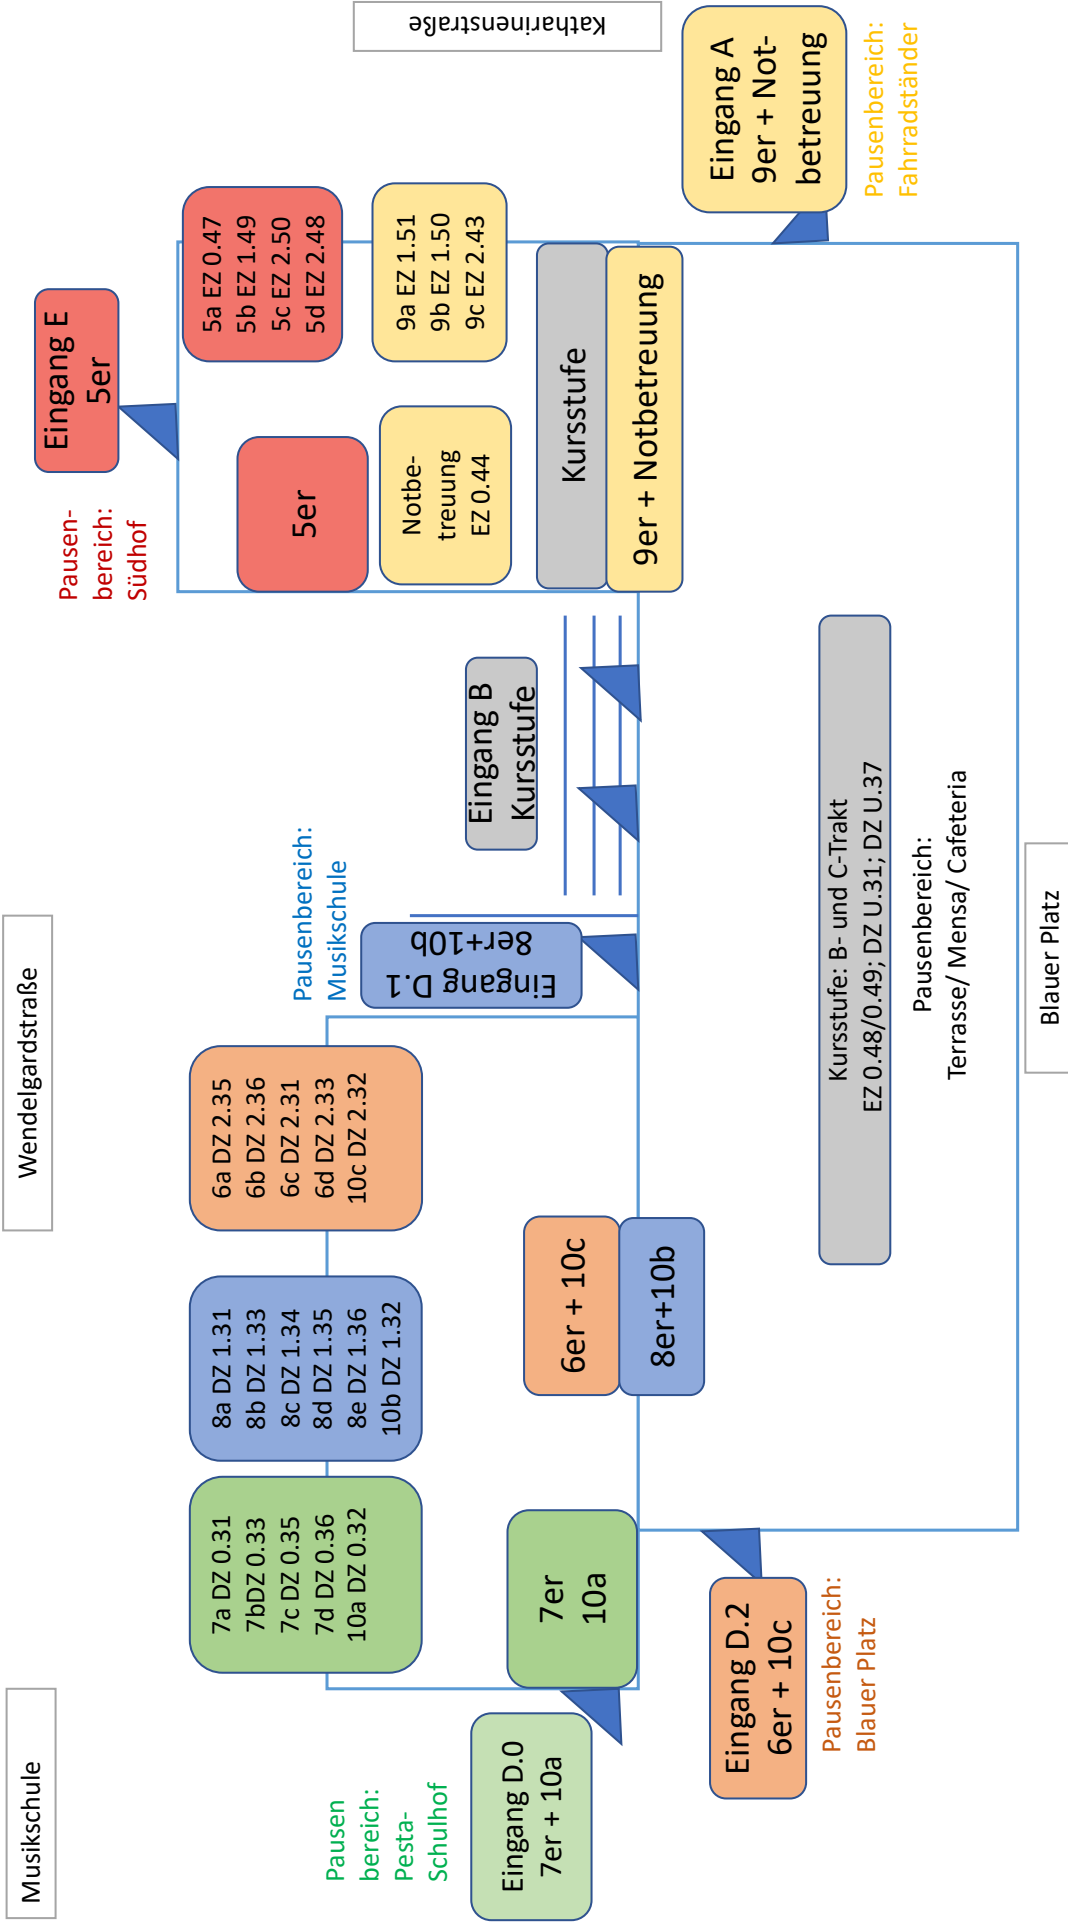 Musikschule
Wendelgardstraße
Katharinenstraße
Pausen-
bereich:
Südhof
Eingang E
5er
5a EZ 0.47
5b EZ 1.49
5c EZ 2.50
5d EZ 2.48
5er
9a EZ 1.51
9b EZ 1.50
9c EZ 2.43
Notbe-
treuung
EZ 0.44
Kursstufe
9er + Notbetreuung
Eingang A
9er + Not-
betreuung
Pausenbereich:
Fahrradständer
Eingang B
Kursstufe
Pausenbereich:
Musikschule
Eingang D.1
8er+10b
6a DZ 2.35
6b DZ 2.36
6c DZ 2.31
6d DZ 2.33
10c DZ 2.32
8a DZ 1.31
8b DZ 1.33
8c DZ 1.34
8d DZ 1.35
8e DZ 1.36
10b DZ 1.32
7a DZ 0.31
7bDZ 0.33
7c DZ 0.35
7d DZ 0.36
10a DZ 0.32
Pausen
bereich:
Pesta-
Schulhof
Eingang D.0
7er + 10a
7er
10a
6er + 10c
8er+10b
Eingang D.2
6er + 10c
Pausenbereich:
Blauer Platz
Kursstufe: B- und C-Trakt
EZ 0.48/0.49; DZ U.31; DZ U.37
Pausenbereich:
Terrasse/ Mensa/ Cafeteria
Blauer Platz